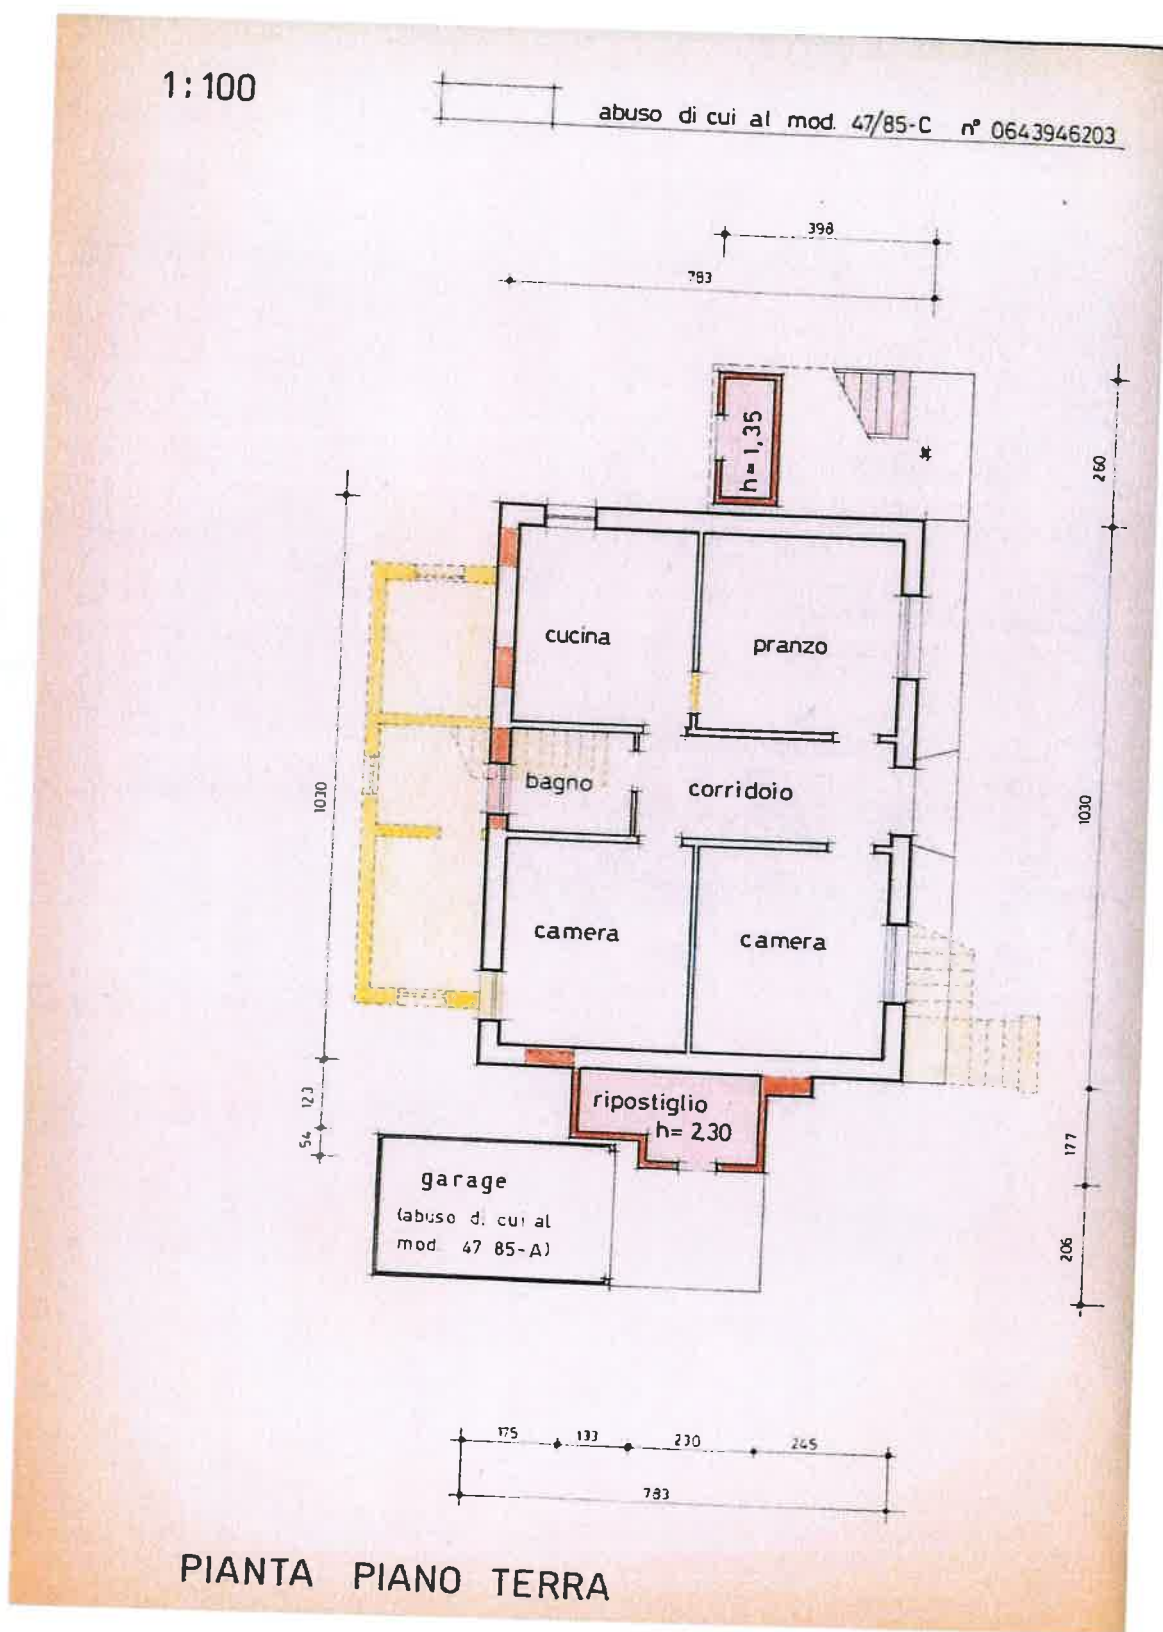 1:100
abuso di cui al mod. 47/85-C n° 0643946203
398
783
h=1,35
260
cucina
pranzo
bagno
corridoio
1030
1030
camera
camera
ripostiglio
h= 2,30
123
54
177
garage
(abuso d. cui al
mod 47 85-A)
206
175 133 230 245
783
PIANTA PIANO TERRA